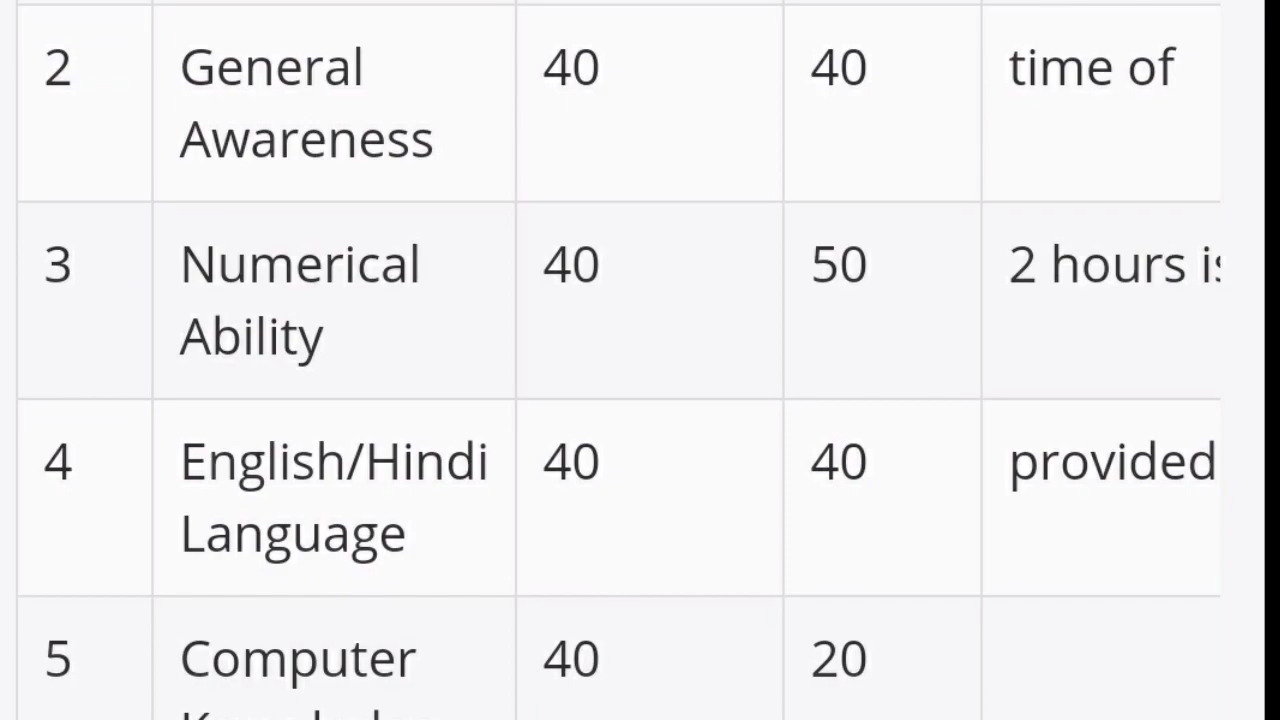 2 General 40 40 time of
Awareness
3 Numerical 40 50 2 hours is
Ability
4 English/Hindi 40 40 provided
Language
5 Computer 40 20